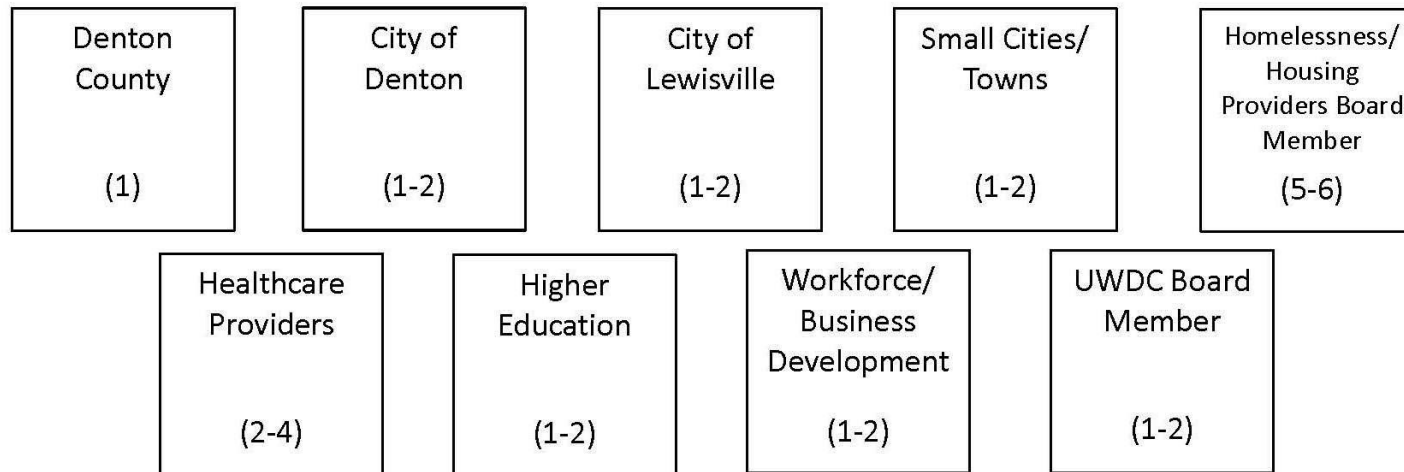 Denton
County
(1)
City of
Denton
(1-2)
City of
Lewisville
(1-2)
Small Cities/
Towns
(1-2)
Homelessness/
Housing
Providers Board
Member
(5-6)
Healthcare
Providers
(2-4)
Higher
Education
(1-2)
Workforce/
Business
Development
(1-2)
UWDC Board
Member
(1-2)